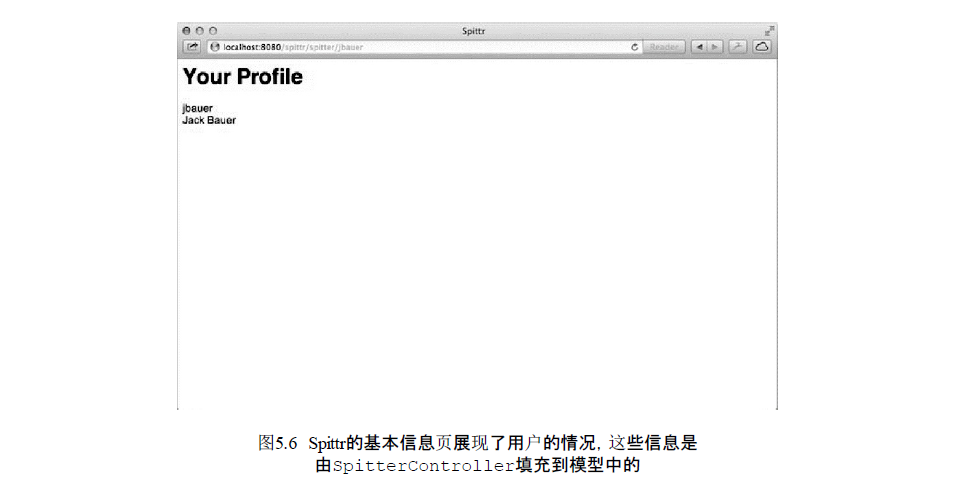 Spittr
localhost:8080/spittr/spitter/jbauer
Reader
Your Profile
jbauer
Jack Bauer
图5.6 Spittr的基本信息页展现了用户的情况，这些信息是
由SpitterController填充到模型中的